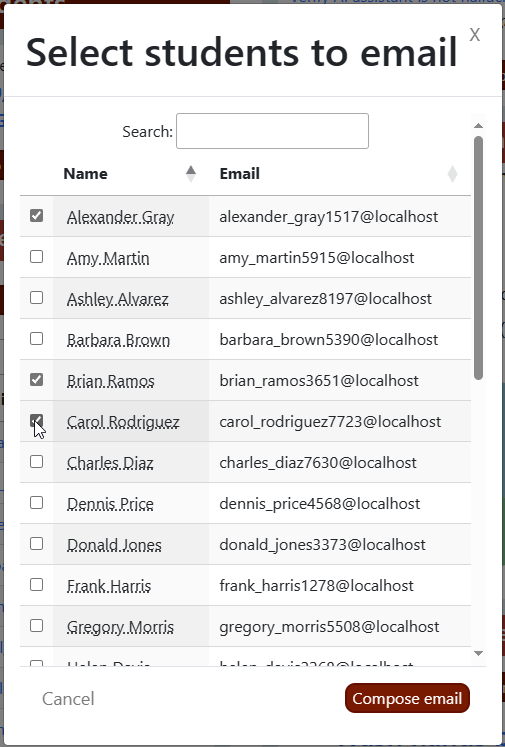 Select students to email
X
Search:
Name Email
Alexander Gray alexander_gray1517@localhost
Amy Martin amy_martin5915@localhost
Ashley Alvarez ashley_alvarez8197@localhost
Barbara Brown barbara_brown5390@localhost
Brian Ramos brian_ramos3651@localhost
Carol Rodriguez carol_rodriguez7723@localhost
Charles Diaz charles_diaz7630@localhost
Dennis Price dennis_price4568@localhost
Donald Jones donald_jones3373@localhost
Frank Harris frank_harris1278@localhost
Gregory Morris gregory_morris5508@localhost
Cancel Compose email